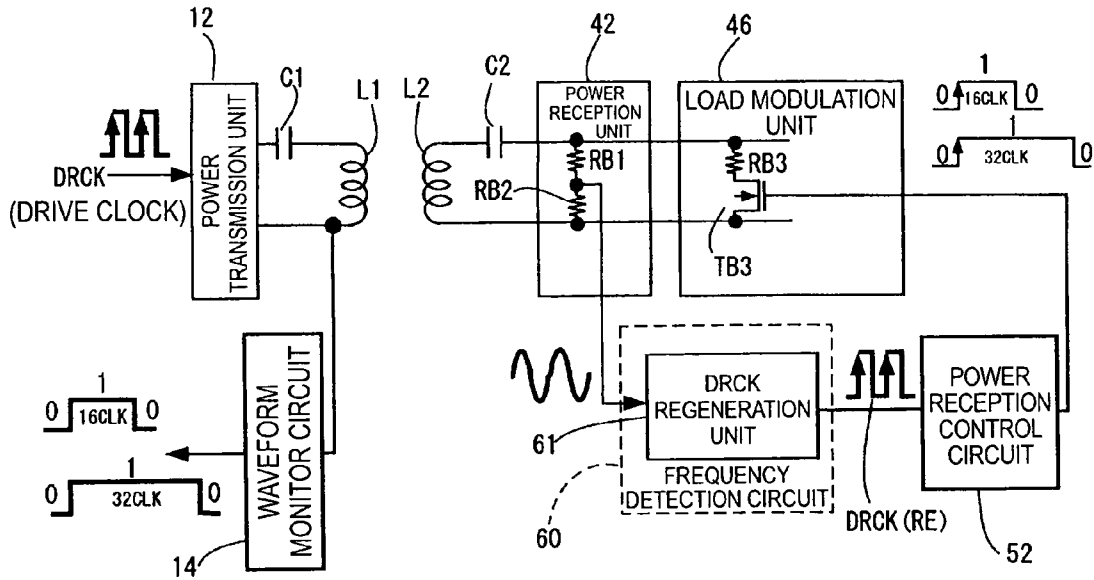 12
C1
L1
L2
C2
42
46
DRCK
(DRIVE CLOCK)
POWER
TRANSMISSION UNIT
POWER
RECEPTION
UNIT
RB1
RB2
LOAD MODULATION
UNIT
RB3
TB3
1
0 16CLK 0
1
0 32CLK 0
1
0 16CLK 0
1
0 32CLK 0
WAVEFORM
MONITOR CIRCUIT
14
DRCK
REGENERATION
UNIT
61
FREQUENCY
DETECTION CIRCUIT
60
DRCK (RE)
POWER
RECEPTION
CONTROL
CIRCUIT
52